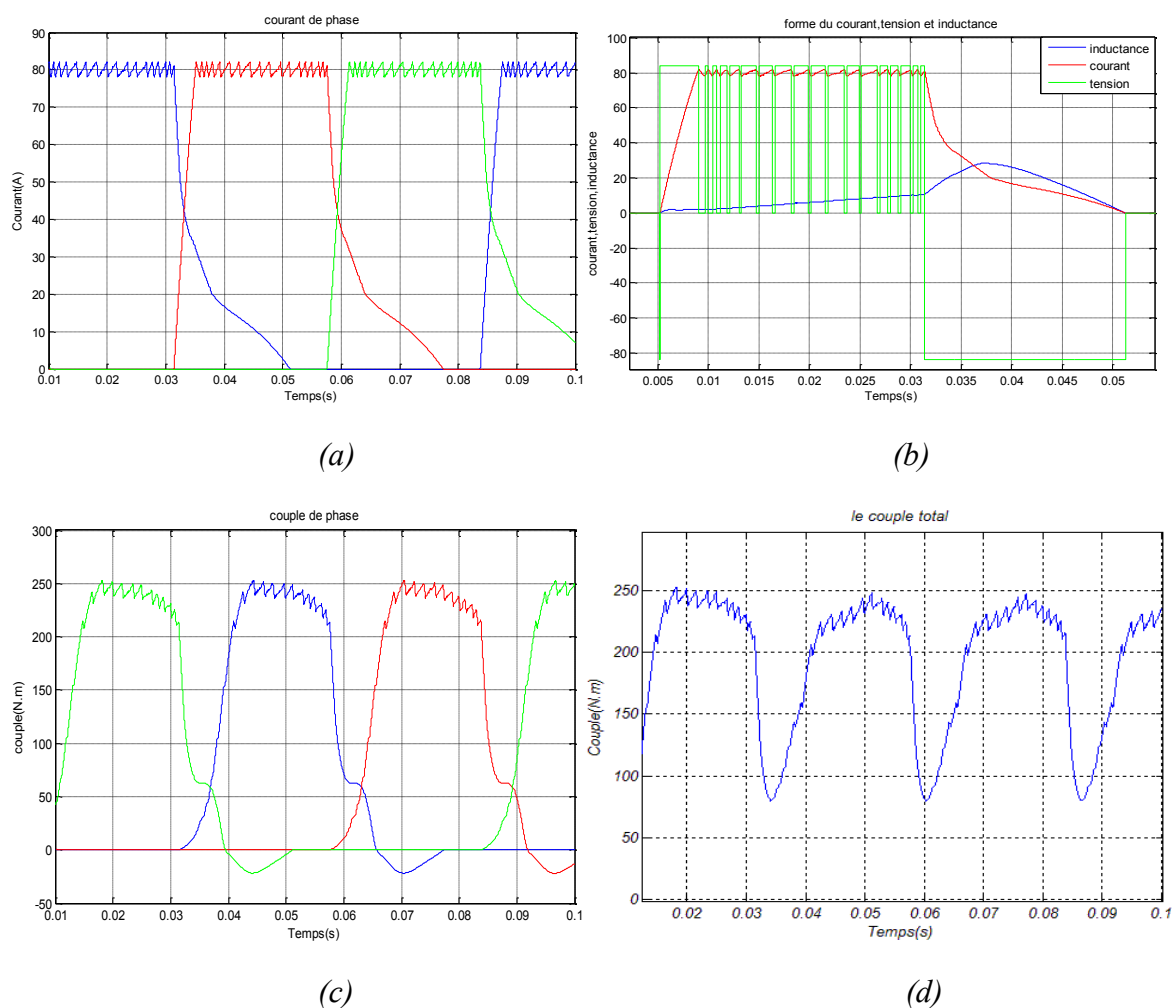 courant de phase
90
80
70
60
50
40
30
20
10
0
Courant(A)
0.01 0.02 0.03 0.04 0.05 0.06 0.07 0.08 0.09 0.1
Temps(s)
(a)
forme du courant,tension et inductance
inductance
courant
tension
100
80
60
40
20
0
-20
-40
-60
-80
courant,tension,inductance
0.005 0.01 0.015 0.02 0.025 0.03 0.035 0.04 0.045 0.05
Temps(s)
(b)
couple de phase
300
250
200
150
100
50
0
-50
couple(N.m)
0.01 0.02 0.03 0.04 0.05 0.06 0.07 0.08 0.09 0.1
Temps(s)
(c)
le couple total
250
200
150
100
50
0
Couple(N.m)
0.02 0.03 0.04 0.05 0.06 0.07 0.08 0.09 0.1
Temps(s)
(d)